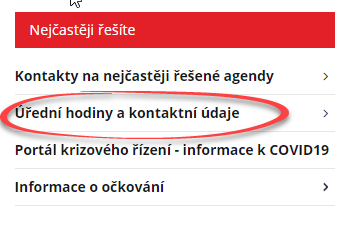 Nejčastěji řešíte
Kontakty na nejčastěji řešené agendy
Úřední hodiny a kontaktní údaje
Portál krizového řízení - informace k COVID19
Informace o očkování